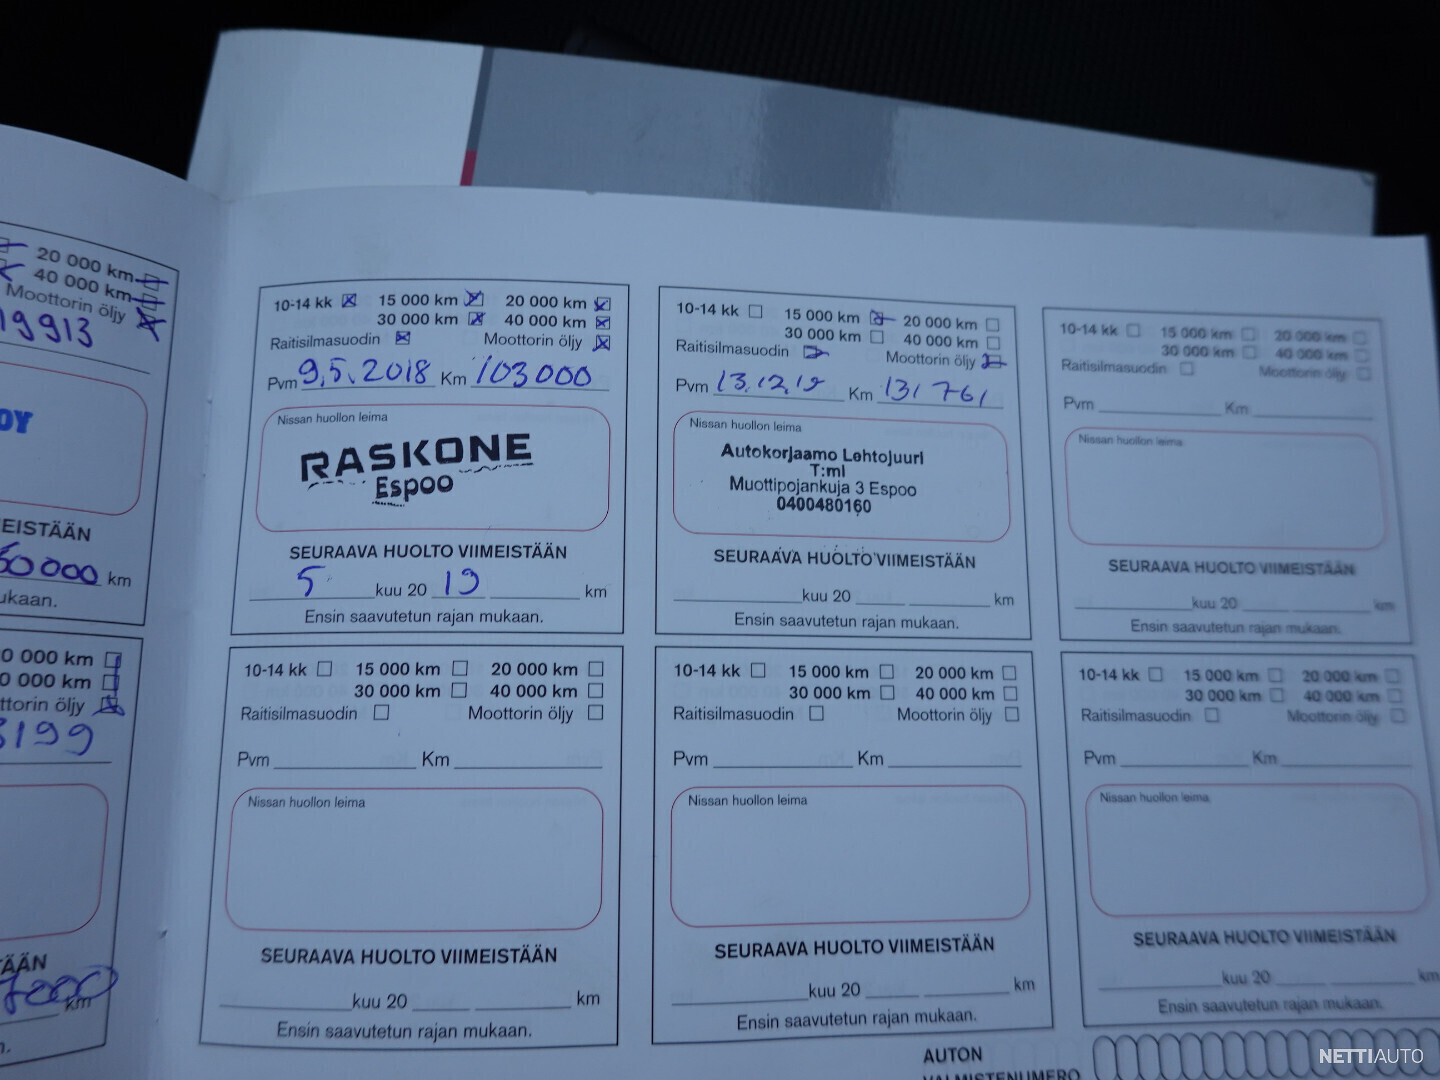 20 000 km
40 000 km
Moottorin öljy
19913
OY
EISTÄÄN
50000 km
ukaan.
0 000 km
0 000 km
ttorin öljy
3199
TÄÄN
7000 km
n.
10-14 kk 15 000 km 20 000 km
30 000 km 40 000 km
Raitisilmasuodin Moottorin öljy
Pvm 9.5.2018 Km 103000
Nissan huollon leima
RASKONE
Espoo
SEURAAVA HUOLTO VIIMEISTÄÄN
5 kuu 20 19 km
Ensin saavutetun rajan mukaan.
10-14 kk 15 000 km 20 000 km
30 000 km 40 000 km
Raitisilmasuodin Moottorin öljy
Pvm 13.12.19 Km 131 761
Nissan huollon leima
Autokorjaamo Lehtojuuri
T:mi
Muottipojankuja 3 Espoo
0400480160
SEURAAVA HUOLTO VIIMEISTÄÄN
kuu 20 km
Ensin saavutetun rajan mukaan.
10-14 kk 15 000 km 20 000 km
30 000 km 40 000 km
Raitisilmasuodin Moottorin öljy
Pvm Km
Nissan huollon leima
SEURAAVA HUOLTO VIIMEISTÄÄN
kuu 20 km
Ensin saavutetun rajan mukaan.
10-14 kk 15 000 km 20 000 km
30 000 km 40 000 km
Raitisilmasuodin Moottorin öljy
Pvm Km
Nissan huollon leima
SEURAAVA HUOLTO VIIMEISTÄÄN
kuu 20 km
Ensin saavutetun rajan mukaan.
10-14 kk 15 000 km 20 000 km
30 000 km 40 000 km
Raitisilmasuodin Moottorin öljy
Pvm Km
Nissan huollon leima
SEURAAVA HUOLTO VIIMEISTÄÄN
kuu 20 km
Ensin saavutetun rajan mukaan.
10-14 kk 15 000 km 20 000 km
30 000 km 40 000 km
Raitisilmasuodin Moottorin öljy
Pvm Km
Nissan huollon leima
SEURAAVA HUOLTO VIIMEISTÄÄN
kuu 20 km
Ensin saavutetun rajan mukaan.
AUTON
VALMISTENUMERO
NETTIAUTO